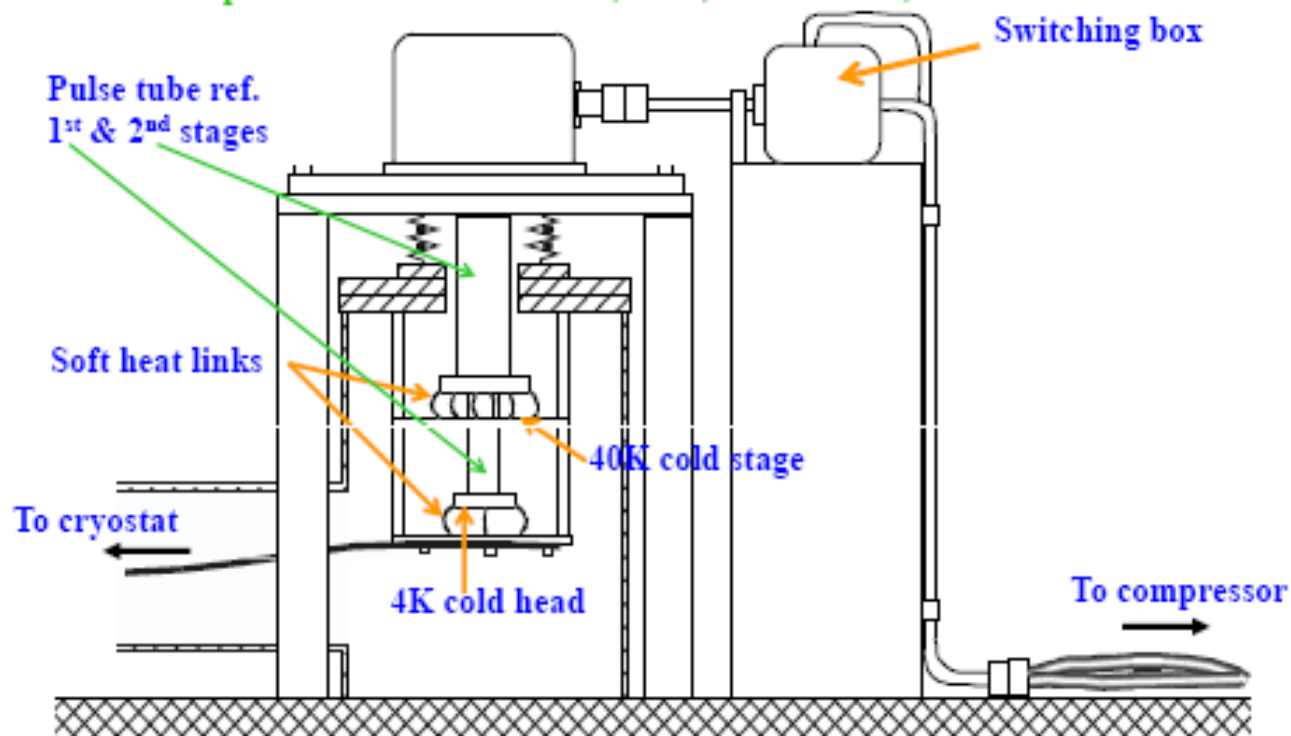 Switching box
Pulse tube ref.
1st & 2nd stages
Soft heat links
40K cold stage
To cryostat
4K cold head
To compressor